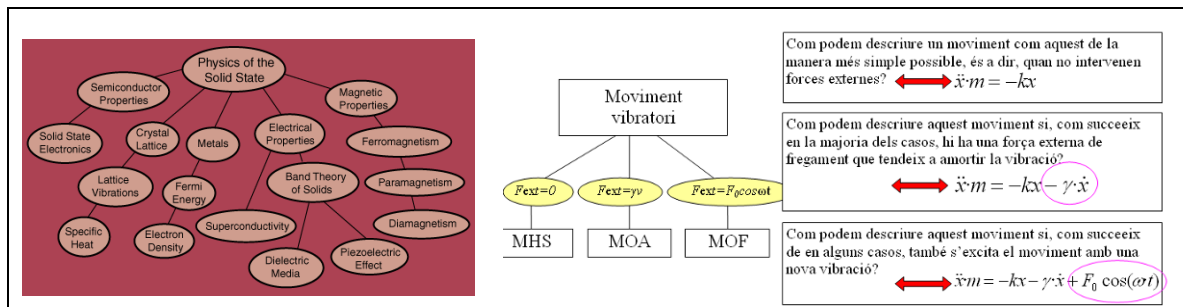 Physics of the
Solid State
Semiconductor
Properties
Magnetic
Properties
Solid State
Electronics
Crystal
Lattice
Metals
Electrical
Properties
Ferromagnetism
Lattice
Vibrations
Fermi
Energy
Band Theory
of Solids
Paramagnetism
Specific
Heat
Electron
Density
Superconductivity
Diamagnetism
Dielectric
Media
Piezoelectric
Effect
Moviment
vibratori
Fext=0
Fext=γv
Fext=F₀cosωt
MHS
MOA
MOF
Com podem descriure un moviment com aquest de la
manera més simple possible, és a dir, quan no intervenen
forces externes? ẍ·m = −kx
Com podem descriure aquest moviment si, com succeeix
en la majoria dels casos, hi ha una força externa de
fregament que tendeix a amortir la vibració?
ẍ·m = −kx − γ·ẋ
Com podem descriure aquest moviment si, com succeeix
de en alguns casos, també s’excita el moviment amb una
nova vibració?
ẍ·m = −kx − γ·ẋ + F₀ cos(ωt)